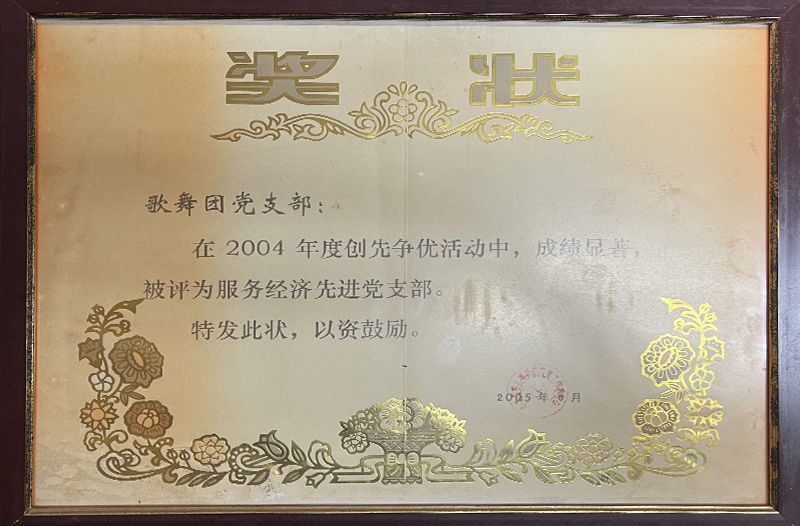 奖状
歌舞团党支部：
在 2004 年度创先争优活动中，成绩显著，
被评为服务经济先进党支部。
特发此状，以资鼓励。
2005 年 月